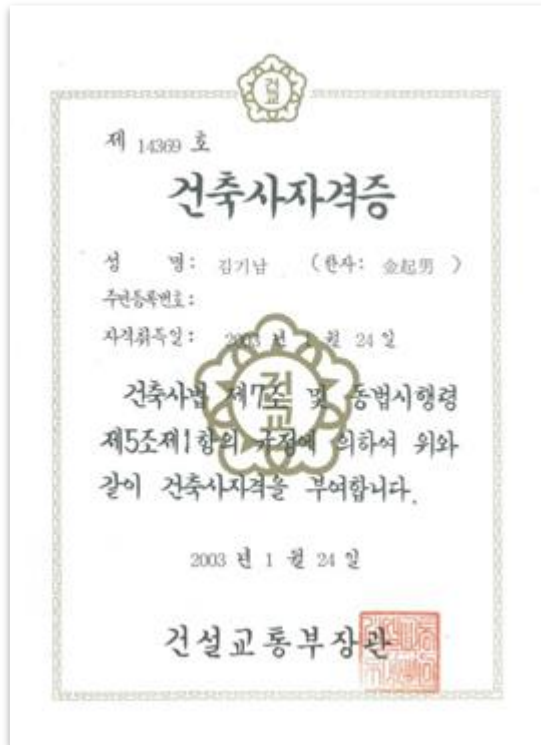 건교
제 14369 호
건축사자격증
성 명: 김기남 (한자: 金起男 )
주민등록번호:
자격취득일: 2003 년 1 월 24 일
건교
건축사법 제7조 및 동법시행령
제5조제1항의 규정에 의하여 위와
같이 건축사자격을 부여합니다.
2003 년 1 월 24 일
건설교통부장관